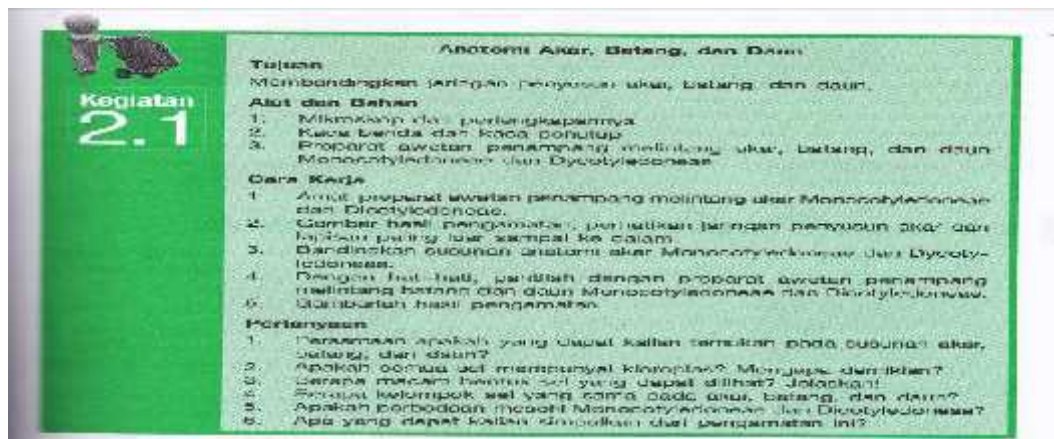 Anatomi Akar, Batang, dan Daun
Tujuan
Membandingkan jaringan penyusun akar, batang, dan daun.
Kegiatan
2.1
Alat dan Bahan
1. Mikroskop dan perlengkapannya
2. Kaca benda dan kaca penutup
3. Preparat awetan penampang melintang akar, batang, dan daun
Monocotyledoneae dan Dycotyledoneae
Cara Kerja
1. Amati preparat awetan penampang melintang akar Monocotyledoneae
dan Dicotyledoneae.
2. Gambar hasil pengamatan, perhatikan jaringan penyusun akar dari
lapisan paling luar sampai ke dalam.
3. Bandingkan susunan anatomi akar Monocotyledoneae dan Dycoty-
ledoneae.
4. Dengan hati-hati, gantilah dengan preparat awetan penampang
melintang batang dan daun Monocotyledoneae dan Dicotyledoneae.
5. Gambarlah hasil pengamatan.
Pertanyaan
1. Persamaan apakah yang dapat kalian temukan pada susunan akar,
batang, dan daun?
2. Apakah semua sel mempunyai kloroplas? Mengapa demikian?
3. Berapa macam bentuk sel yang dapat dilihat? Jelaskan!
4. Berapa kelompok sel yang sama pada akar, batang, dan daun?
5. Apakah perbedaan Monocotyledoneae dan Dicotyledoneae?
6. Apa yang dapat kalian simpulkan dari pengamatan ini?